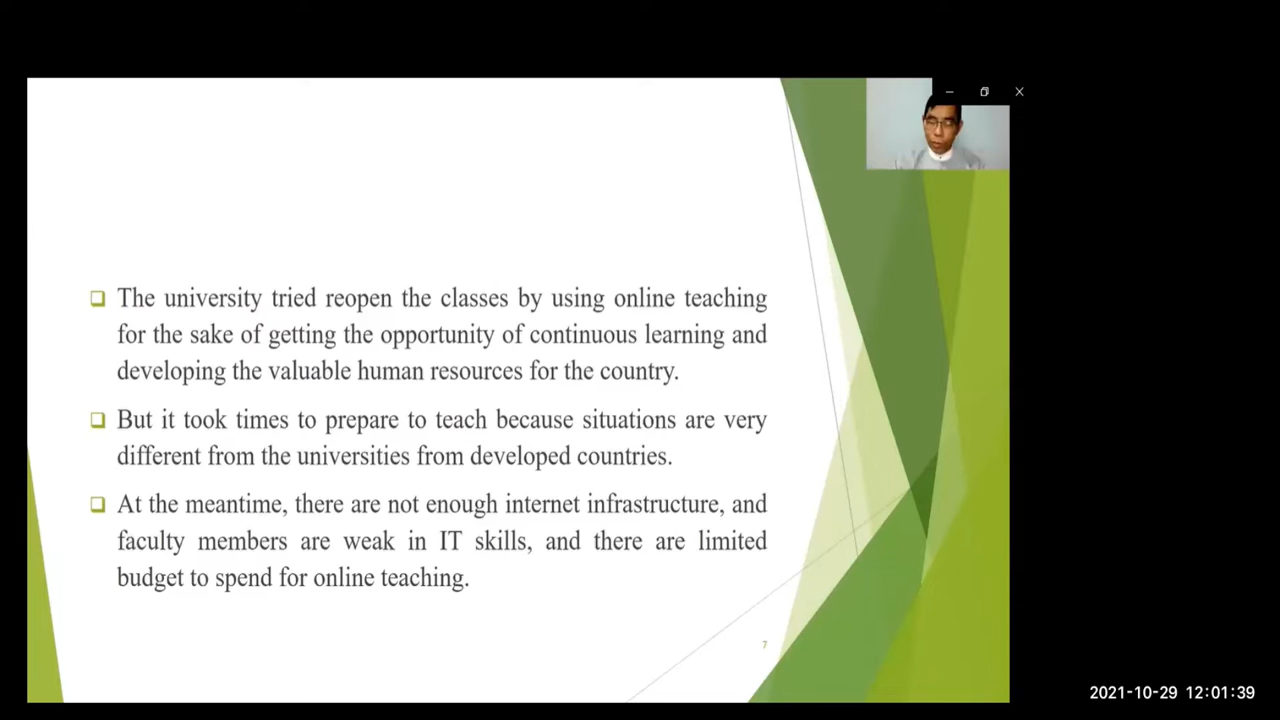 The university tried reopen the classes by using online teaching
for the sake of getting the opportunity of continuous learning and
developing the valuable human resources for the country.
But it took times to prepare to teach because situations are very
different from the universities from developed countries.
At the meantime, there are not enough internet infrastructure, and
faculty members are weak in IT skills, and there are limited
budget to spend for online teaching.
7
2021-10-29 12:01:39